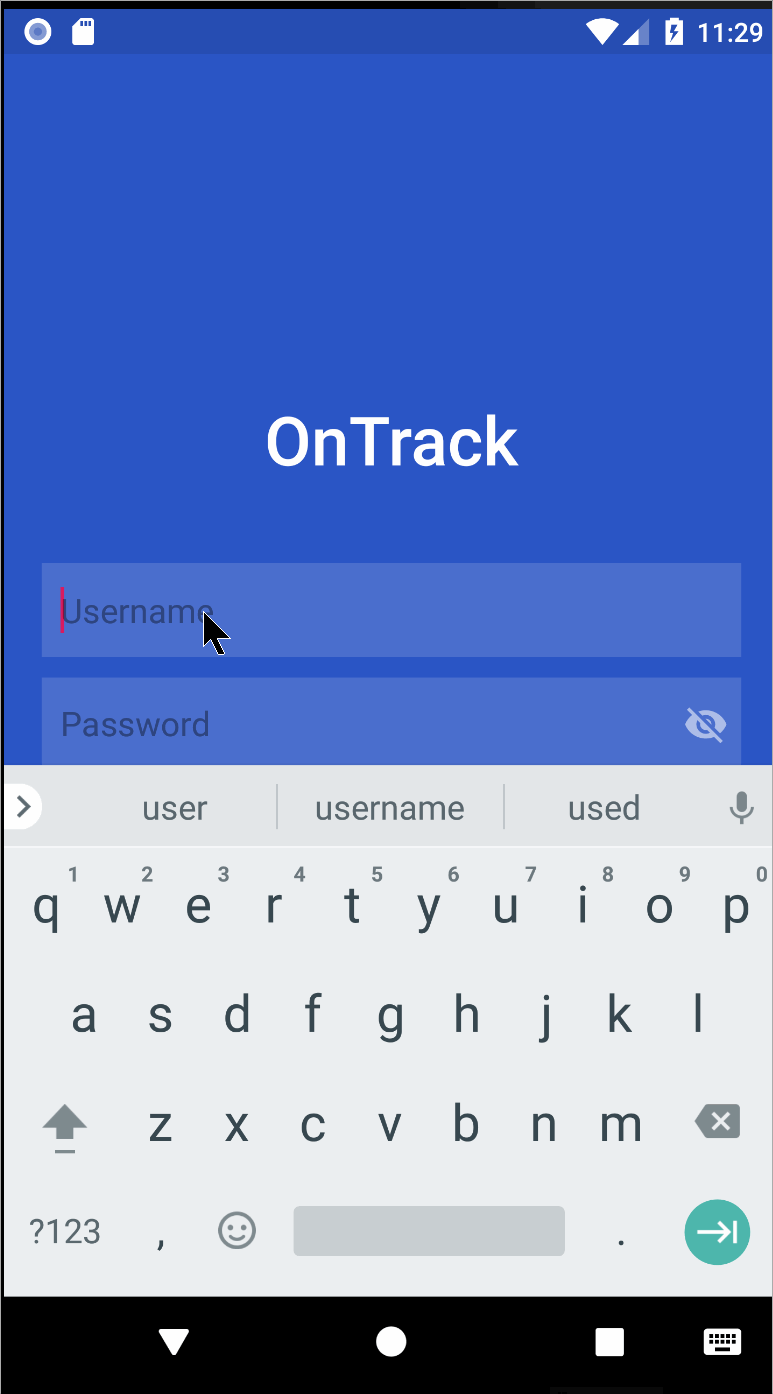 11:29
OnTrack
Username
Password
user username used
1 2 3 4 5 6 7 8 9 0
q w e r t y u i o p
a s d f g h j k l
z x c v b n m
?123 , .